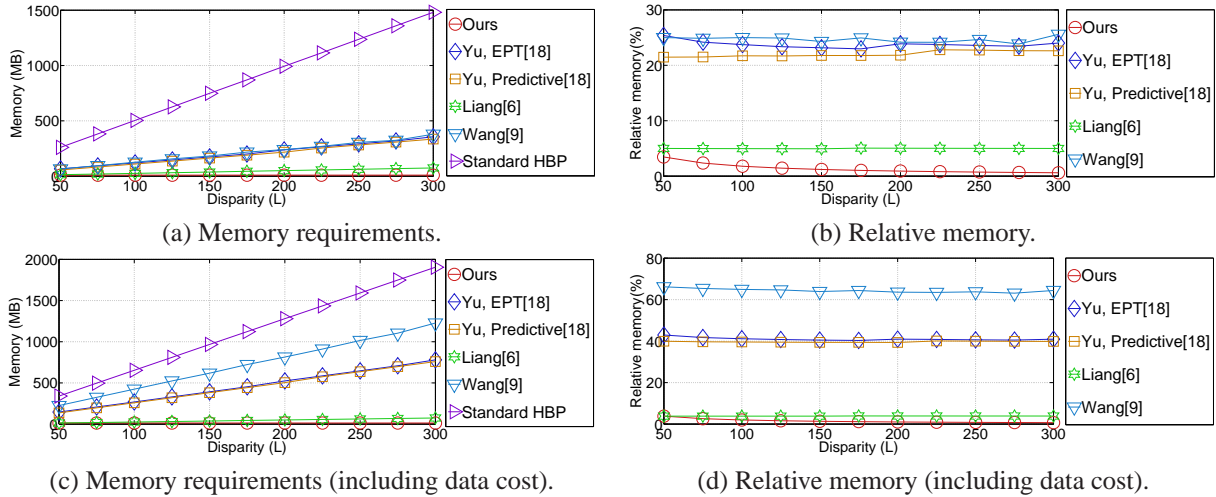 1500
1000
500
0
Memory (MB)
50 100 150 200 250 300
Disparity (L)
Ours
Yu, EPT[18]
Yu, Predictive[18]
Liang[6]
Wang[9]
Standard HBP
(a) Memory requirements.
30
20
10
0
Relative memory(%)
50 100 150 200 250 300
Disparity (L)
Ours
Yu, EPT[18]
Yu, Predictive[18]
Liang[6]
Wang[9]
(b) Relative memory.
2000
1500
1000
500
0
Memory (MB)
50 100 150 200 250 300
Disparity (L)
Ours
Yu, EPT[18]
Yu, Predictive[18]
Liang[6]
Wang[9]
Standard HBP
(c) Memory requirements (including data cost).
80
60
40
20
0
Relative memory(%)
50 100 150 200 250 300
Disparity (L)
Ours
Yu, EPT[18]
Yu, Predictive[18]
Liang[6]
Wang[9]
(d) Relative memory (including data cost).